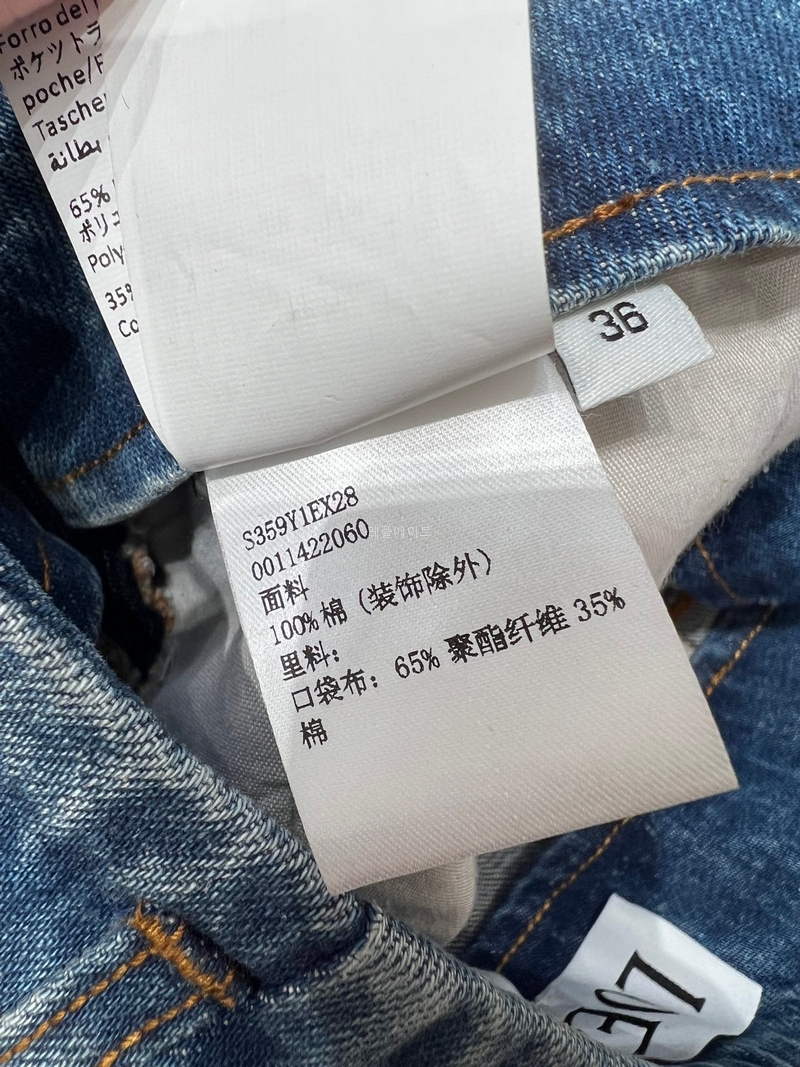 Forro del
ポケットラ
poche/F
Tasche
بطانة
65%
ポリエ
Poly
35%
Co
36
S359Y1EX28
0011422060
面料
100% 棉（装饰除外）
里料：
口袋布： 65% 聚酯纤维 35%
棉